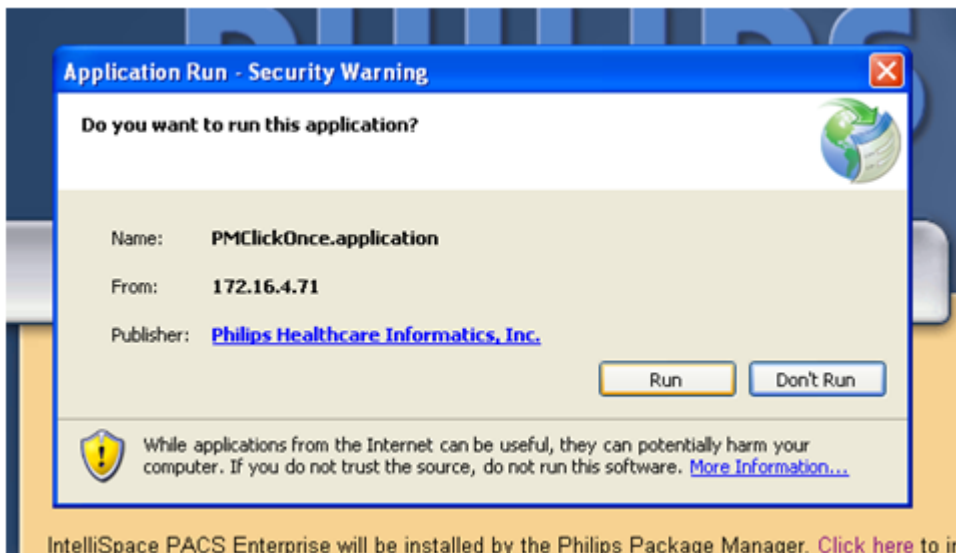 PHILIPS
Application Run - Security Warning
Do you want to run this application?
Name: PMClickOnce.application
From: 172.16.4.71
Publisher: Philips Healthcare Informatics, Inc.
Run Don't Run
While applications from the Internet can be useful, they can potentially harm your
computer. If you do not trust the source, do not run this software. More Information...
IntelliSpace PACS Enterprise will be installed by the Philips Package Manager. Click here to